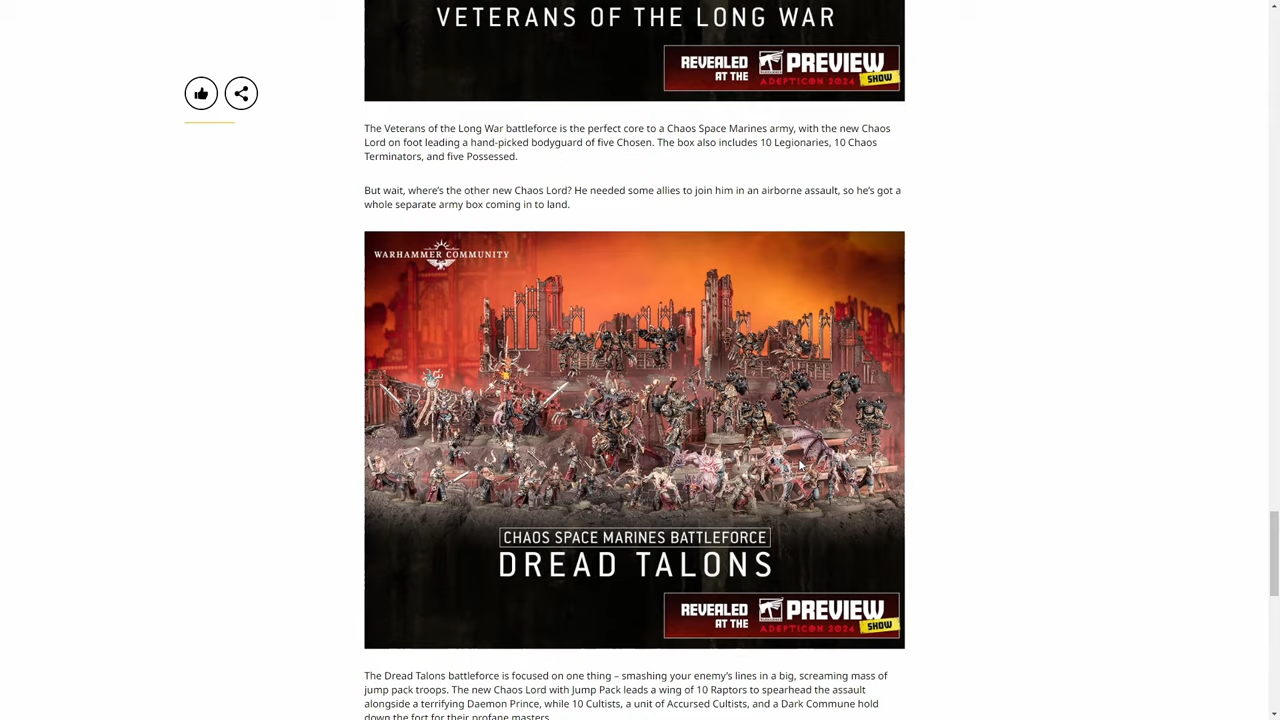 VETERANS OF THE LONG WAR
REVEALED
AT THE
PREVIEW
ADEPTICON 2024
SHOW
The Veterans of the Long War battleforce is the perfect core to a Chaos Space Marines army, with the new Chaos
Lord on foot leading a hand-picked bodyguard of five Chosen. The box also includes 10 Legionaries, 10 Chaos
Terminators, and five Possessed.
But wait, where’s the other new Chaos Lord? He needed some allies to join him in an airborne assault, so he’s got a
whole separate army box coming in to land.
WARHAMMER COMMUNITY
CHAOS SPACE MARINES BATTLEFORCE
DREAD TALONS
REVEALED
AT THE
PREVIEW
ADEPTICON 2024
SHOW
The Dread Talons battleforce is focused on one thing – smashing your enemy’s lines in a big, screaming mass of
jump pack troops. The new Chaos Lord with Jump Pack leads a wing of 10 Raptors to spearhead the assault
alongside a terrifying Daemon Prince, while 10 Cultists, a unit of Accursed Cultists, and a Dark Commune hold
down the fort for their profane masters.